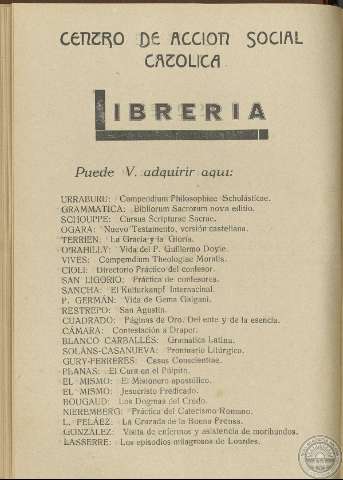 CENTRO DE ACCION SOCIAL
CATOLICA
LIBRERIA
Puede V. adquirir aqui:
URRABURU: Compendium Philosophiae Schulásticae.
GRAMMATICA: Bibliorum Sacrorum nova editio.
SCHOUPPE: Cursus Scripturae Sacrae.
OGARA: Nuevo Testamento, versión castellana.
TERRIEN: La Gracia y la Gloria.
O'RAHILLY: Vida del P. Guillermo Doyle.
VIVES: Compendium Theologiae Moralis.
CIOLI: Directorio Práctico del confesor.
SAN LIGORIO: Práctica de confesores.
SANCHA: El Kulturkampf Internacinal.
P. GERMÁN: Vida de Gema Galgani.
RESTREPO: San Agustín.
CUADRADO: Páginas de Oro. Del ente y de la esencia.
CÁMARA: Contestación a Draper.
BLANCO CARBALLÉS: Gramatica Latina.
SOLÁNS-CASANUEVA: Prontuario Litúrgico.
GURY-FERRERES: Casus Conscientiae.
PLANAS: El Cura en el Púlpito.
EL MISMO: El Misionero apostólico.
EL MISMO: Jesucristo Predicado.
BOUGAUD: Los Dogmas del Credo.
NIEREMBERG: Práctica del Catecismo Romano.
L. PELÁEZ: La Cruzada de la Buena Prensa.
GONZÁLEZ: Visita de enfermos y asistencia de moribundos.
LASSERRE: Los episodios milagrosos de Lourdes.